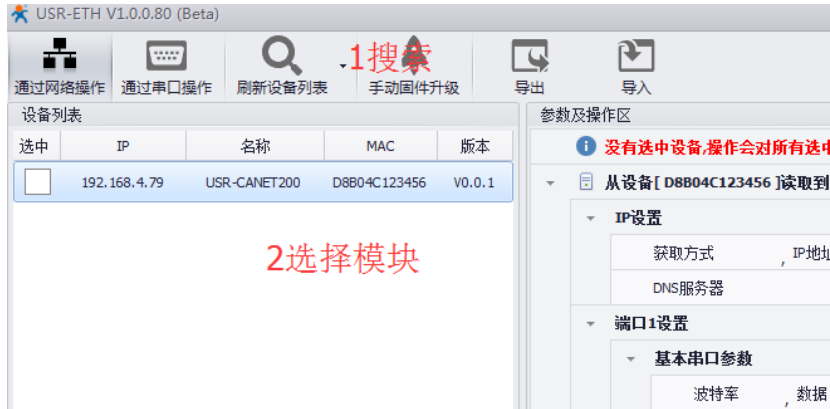 USR-ETH V1.0.0.80 (Beta)
1搜索
通过网络操作 通过串口操作 刷新设备列表 手动固件升级 导出 导入
设备列表
参数及操作区
选中 IP 名称 MAC 版本
192.168.4.79 USR-CANET200 D8B04C123456 V0.0.1
2选择模块
没有选中设备,操作会对所有选中
从设备[ D8B04C123456 ]读取到
IP设置
获取方式 , IP地址
DNS服务器
端口1设置
基本串口参数
波特率 , 数据